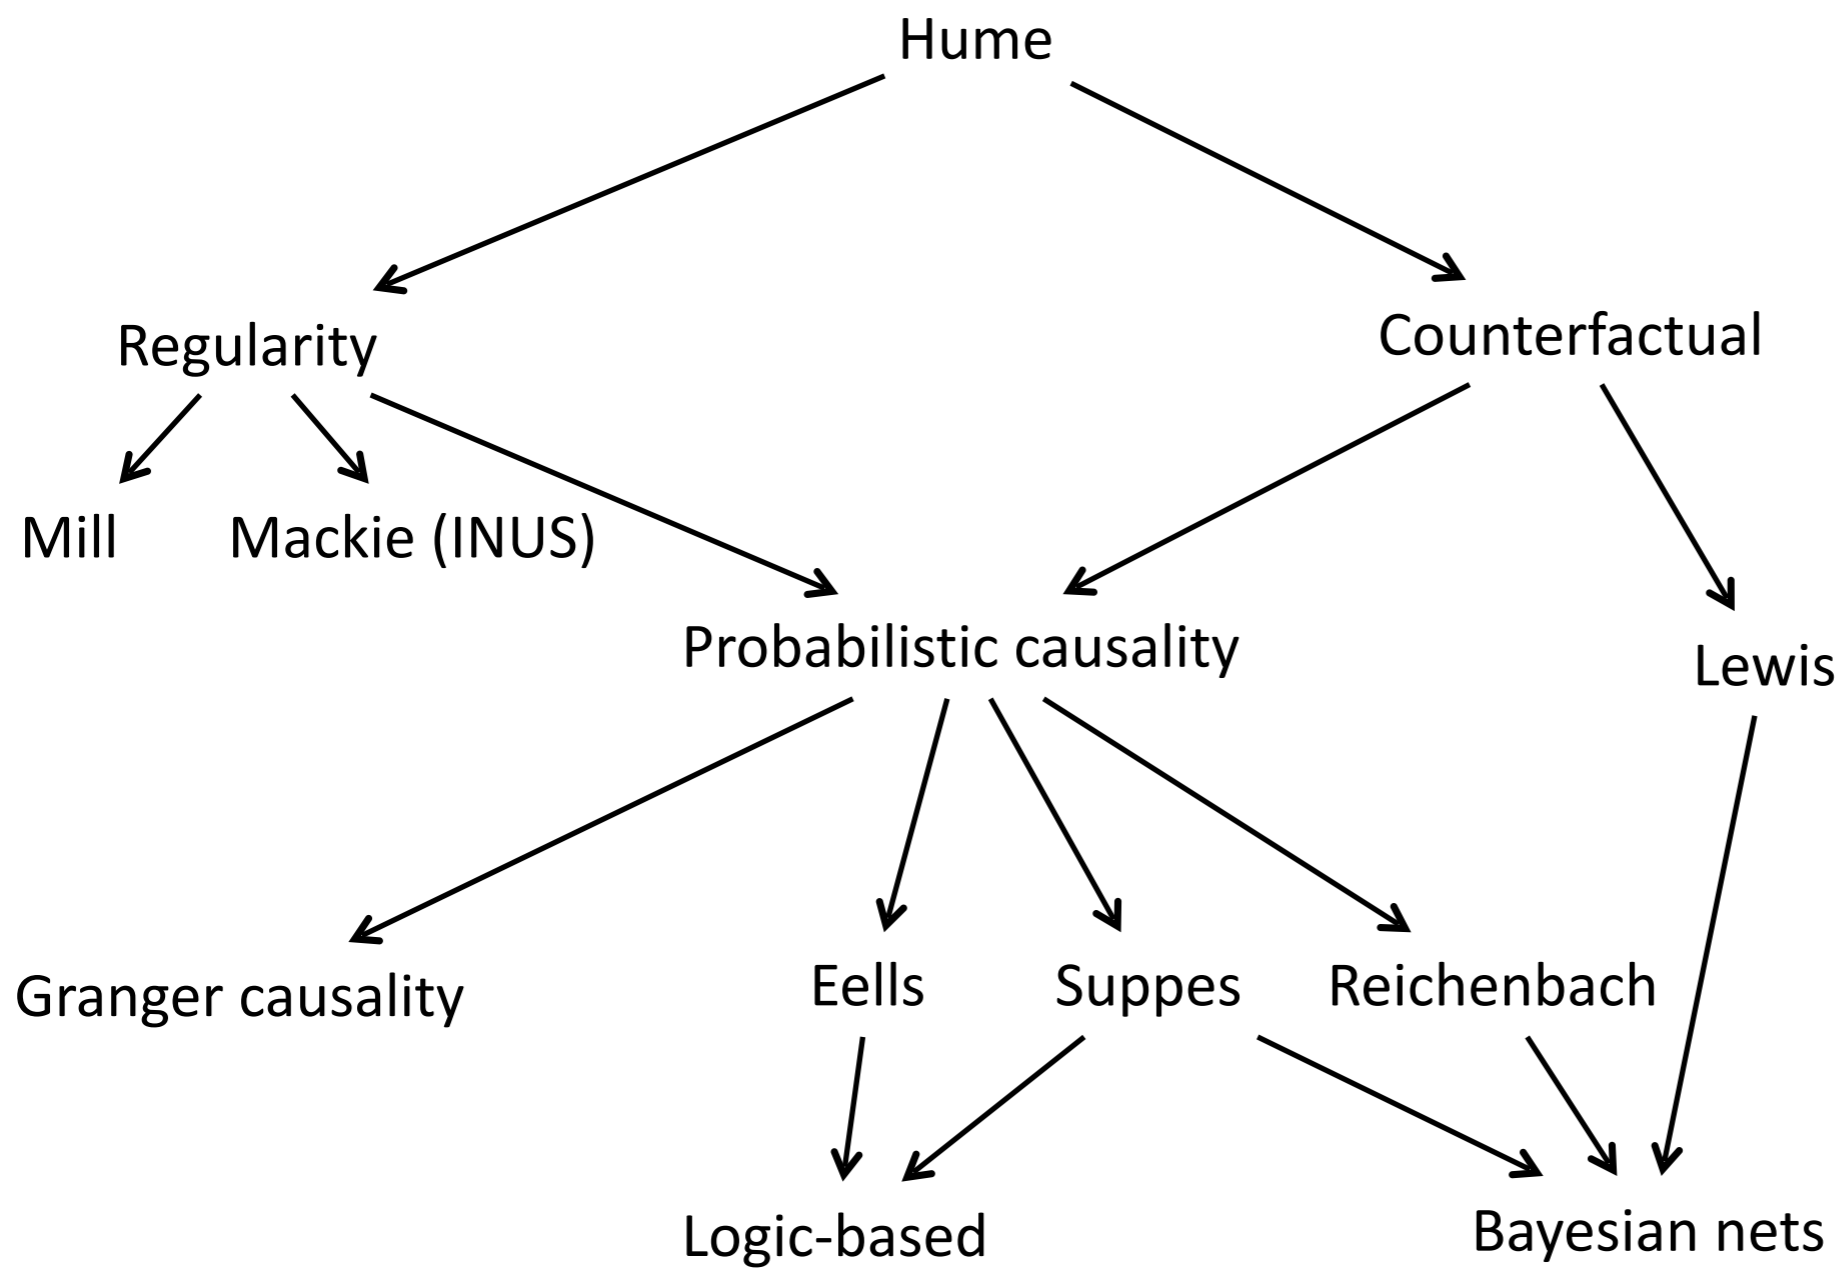 Hume
Regularity
Counterfactual
Mill
Mackie (INUS)
Probabilistic causality
Lewis
Granger causality
Eells
Suppes
Reichenbach
Logic-based
Bayesian nets